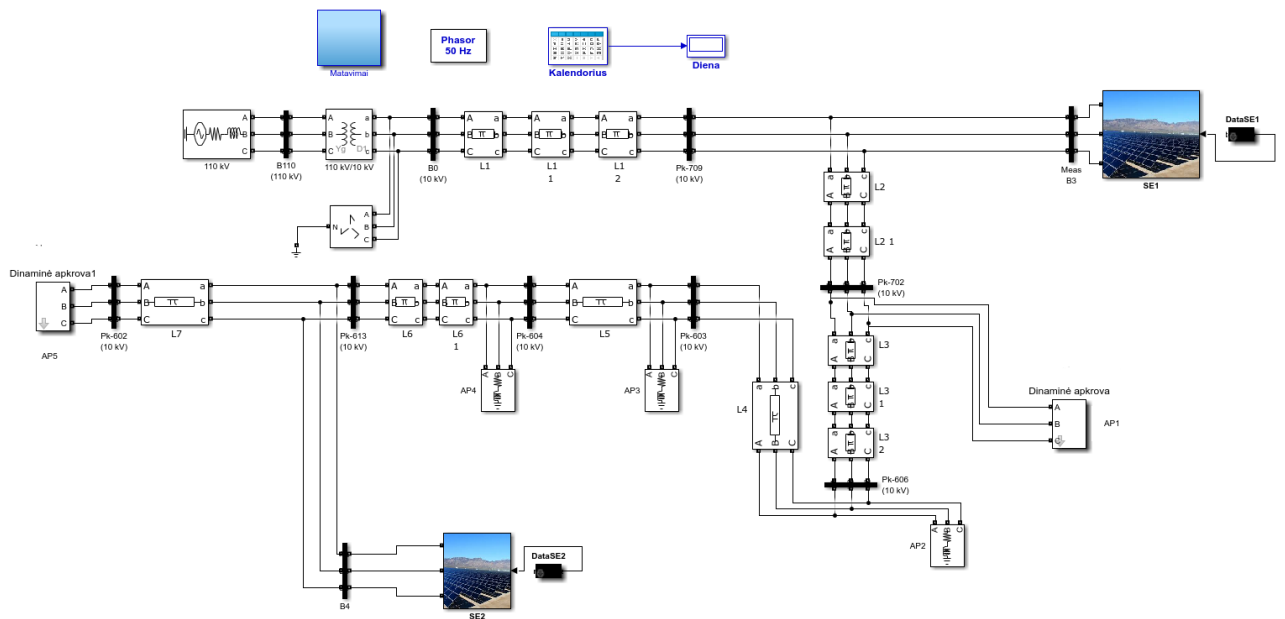 Phasor
50 Hz
Matavimai
Kalendorius
Diena
A
B
C
110 kV
B110
(110 kV)
A
B
C
a
b
c
Yg
D1
110 kV/10 kV
B0
(10 kV)
A
B
C
π
a
b
c
L1
A
B
C
π
a
b
c
L1
1
A
B
C
π
a
b
c
L1
2
Pk-709
(10 kV)
Meas
B3
DataSE1
SE1
N
A
B
C
a
b
c
π
A
B
C
L2
a
b
c
π
A
B
C
L2 1
Pk-702
(10 kV)
Dinaminė apkrova1
A
B
C
AP5
Pk-602
(10 kV)
A
B
C
π
a
b
c
L7
Pk-613
(10 kV)
A
B
C
π
a
b
c
L6
A
B
C
π
a
b
c
L6
1
Pk-604
(10 kV)
A
B
C
π
a
b
c
L5
Pk-603
(10 kV)
AP4
A
B
C
AP3
A
B
C
a
b
c
π
A
B
C
L4
a
b
c
π
A
B
C
L3
a
b
c
π
A
B
C
L3
1
a
b
c
π
A
B
C
L3
2
Pk-606
(10 kV)
Dinaminė apkrova
A
B
C
AP1
AP2
A
B
C
B4
DataSE2
SE2